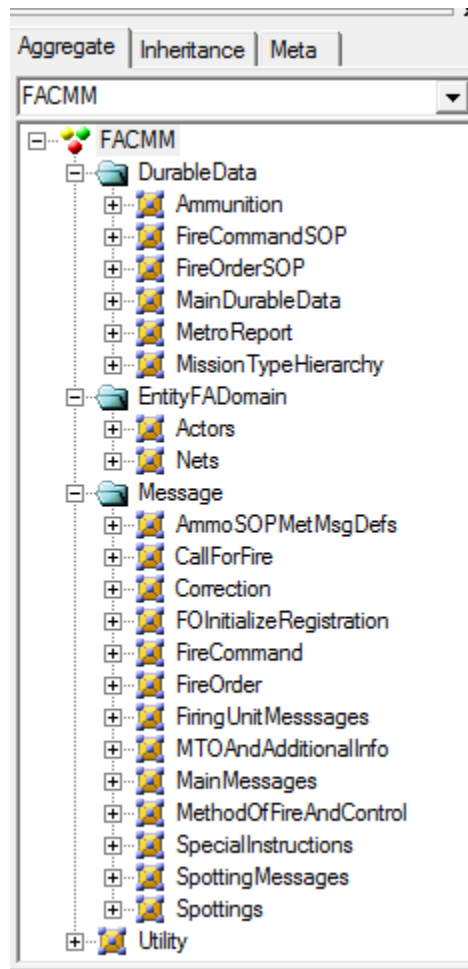 Aggregate Inheritance Meta
FACMM
FACMM
DurableData
Ammunition
FireCommandSOP
FireOrderSOP
MainDurableData
MetroReport
MissionTypeHierarchy
EntityFADomain
Actors
Nets
Message
AmmoSOPMetMsgDefs
CallForFire
Correction
FOInitializeRegistration
FireCommand
FireOrder
FiringUnitMesssages
MTOAndAdditionalInfo
MainMessages
MethodOfFireAndControl
SpecialInstructions
SpottingMessages
Spottings
Utility